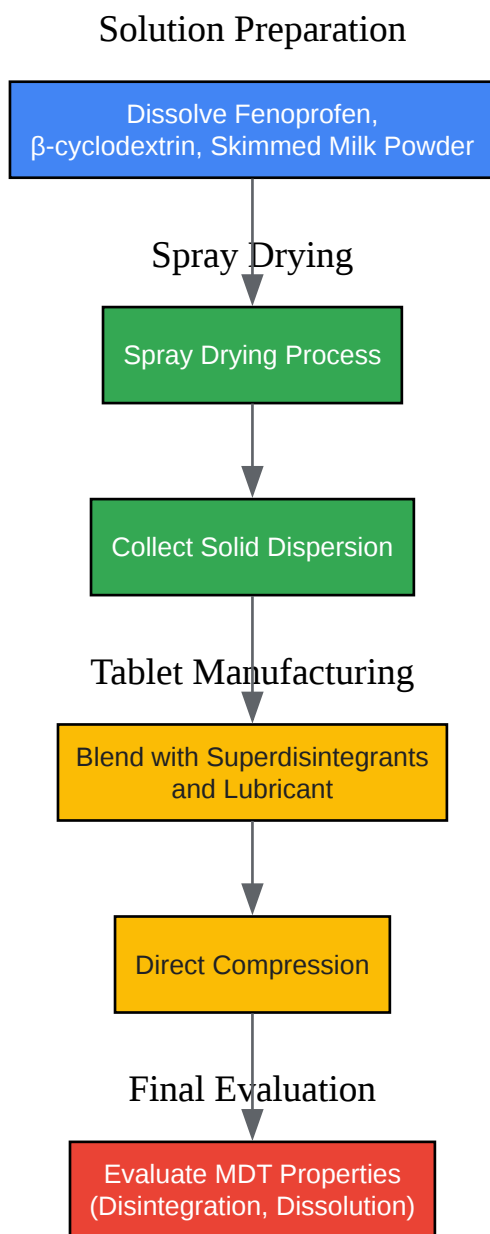 Solution Preparation
Dissolve Fenoprofen,
β-cyclodextrin, Skimmed Milk Powder
Spray Drying
Spray Drying Process
Collect Solid Dispersion
Tablet Manufacturing
Blend with Superdisintegrants
and Lubricant
Direct Compression
Final Evaluation
Evaluate MDT Properties
(Disintegration, Dissolution)